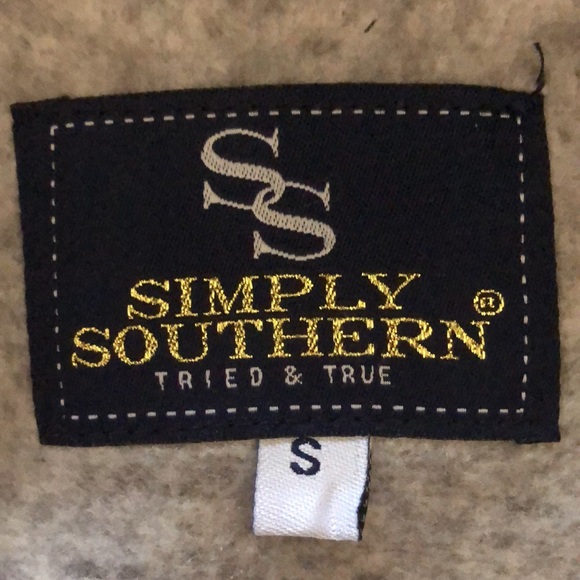 SS
SIMPLY
SOUTHERN®
TRIED & TRUE
S